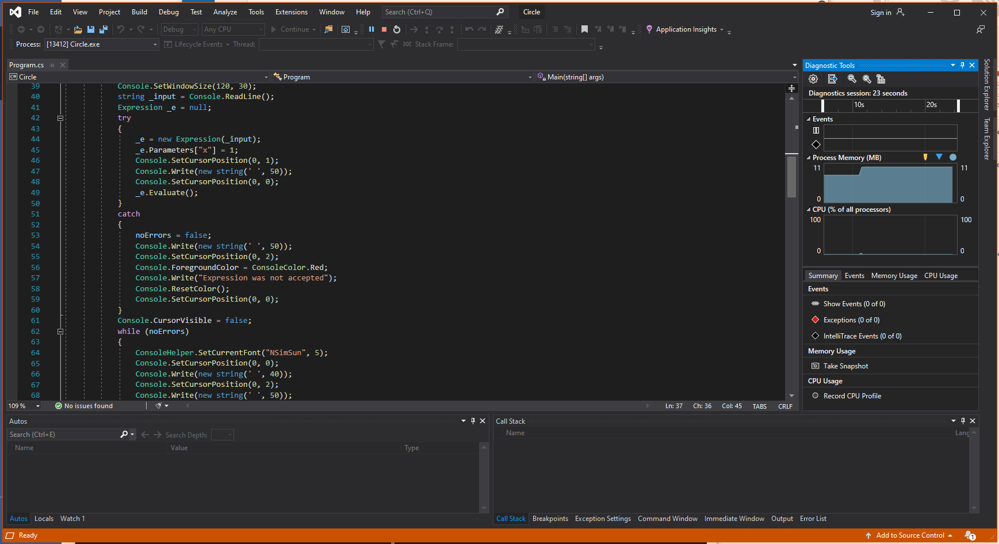 File Edit View Project Build Debug Test Analyze Tools Extensions Window Help Search (Ctrl+Q) Circle Sign in
Debug Any CPU Continue Application Insights
Process: [13412] Circle.exe Lifecycle Events Thread: Stack Frame:
Program.cs
C# Circle Program Main(string[] args)
39 Console.SetWindowSize(120, 30);
40 string _input = Console.ReadLine();
41 Expression _e = null;
42 try
43 {
44 _e = new Expression(_input);
45 _e.Parameters["x"] = 1;
46 Console.SetCursorPosition(0, 1);
47 Console.Write(new string(' ', 50));
48 Console.SetCursorPosition(0, 0);
49 _e.Evaluate();
50 }
51 catch
52 {
53 noErrors = false;
54 Console.Write(new string(' ', 50));
55 Console.SetCursorPosition(0, 2);
56 Console.ForegroundColor = ConsoleColor.Red;
57 Console.Write("Expression was not accepted");
58 Console.ResetColor();
59 Console.SetCursorPosition(0, 0);
60 }
61 Console.CursorVisible = false;
62 while (noErrors)
63 {
64 ConsoleHelper.SetCurrentFont("NSimSun", 5);
65 Console.SetCursorPosition(0, 0);
66 Console.Write(new string(' ', 40));
67 Console.SetCursorPosition(0, 2);
68 Console.Write(new string(' ', 50));
109 % No issues found Ln: 37 Ch: 36 Col: 45 TABS CRLF
Diagnostic Tools
Diagnostics session: 23 seconds
10s 20s
Events
Process Memory (MB)
11 11
0 0
CPU (% of all processors)
100 100
0 0
Summary Events Memory Usage CPU Usage
Events
Show Events (0 of 0)
Exceptions (0 of 0)
IntelliTrace Events (0 of 0)
Memory Usage
Take Snapshot
CPU Usage
Record CPU Profile
Solution Explorer
Team Explorer
Autos
Search (Ctrl+E) Search Depth:
Name Value Type
Autos Locals Watch 1
Call Stack
Name Lang
Call Stack Breakpoints Exception Settings Command Window Immediate Window Output Error List
Ready Add to Source Control 1